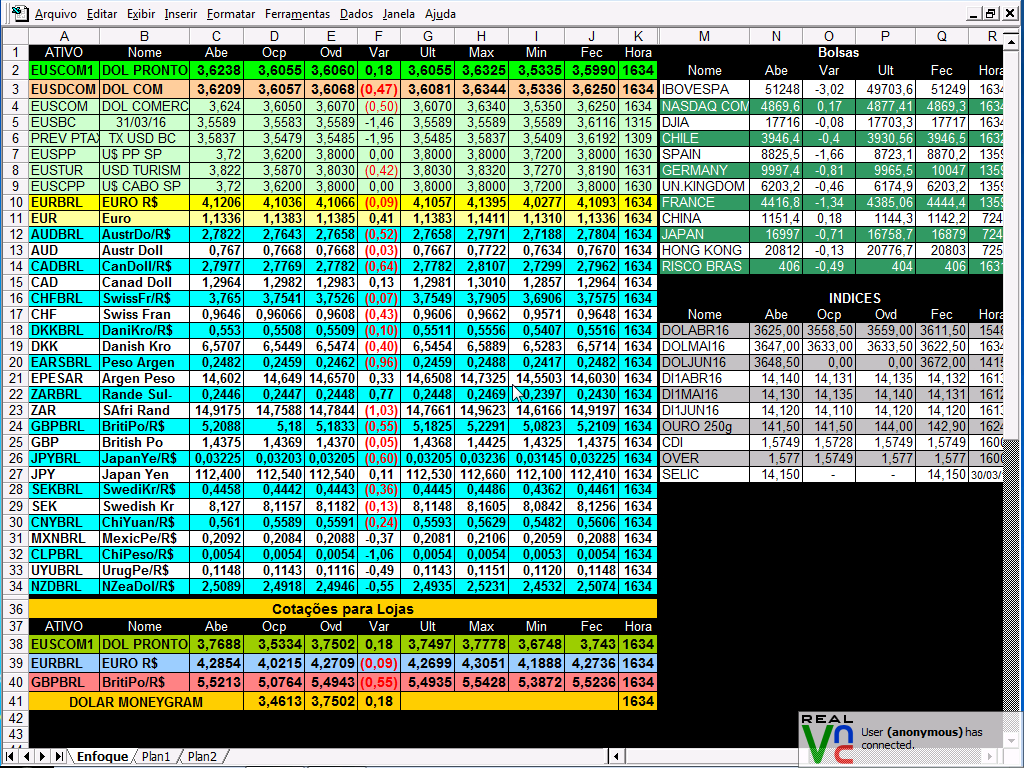 Arquivo Editar Exibir Inserir Formatar Ferramentas Dados Janela Ajuda
A B C D E F G H I J K M N O P Q R
1 ATIVO Nome Abe Ocp Ovd Var Ult Max Min Fec Hora Bolsas
2 EUSCOM1 DOL PRONTO 3,6238 3,6055 3,6060 0,18 3,6055 3,6325 3,5335 3,5990 1634 Nome Abe Var Ult Fec Hora
3 EUSDCOM DOL COM 3,6209 3,6057 3,6068 (0,47) 3,6081 3,6344 3,5336 3,6250 1634 IBOVESPA 51248 -3,02 49703,6 51249 1634
4 EUSCOM DOL COMERC 3,624 3,6050 3,6070 (0,50) 3,6070 3,6340 3,5350 3,6250 1634 NASDAQ COM 4869,6 0,17 4877,41 4869,3 1634
5 EUSBC 31/03/16 3,5589 3,5583 3,5589 -1,46 3,5589 3,6383 3,5589 3,6116 1315 DJIA 17716 -0,08 17703,3 17717 1634
6 PREV PTAX TX USD BC 3,5837 3,5479 3,5485 -1,95 3,5485 3,5837 3,5409 3,6192 1309 CHILE 3946,4 -0,4 3930,56 3946,5 1632
7 EUSPP U$ PP SP 3,72 3,6200 3,8000 0,00 3,8000 3,8000 3,7200 3,8000 1630 SPAIN 8825,5 -1,66 8723,1 8870,2 1359
8 EUSTUR USD TURISM 3,822 3,5870 3,8030 (0,42) 3,8030 3,8320 3,7270 3,8190 1631 GERMANY 9997,4 -0,81 9965,5 10047 1359
9 EUSCPP U$ CABO SP 3,72 3,6200 3,8000 0,00 3,8000 3,8000 3,7200 3,8000 1630 UN.KINGDOM 6203,2 -0,46 6174,9 6203,2 1359
10 EURBRL EURO R$ 4,1206 4,1036 4,1066 (0,09) 4,1057 4,1395 4,0277 4,1093 1634 FRANCE 4416,8 -1,34 4385,06 4444,4 1359
11 EUR Euro 1,1336 1,1383 1,1385 0,41 1,1383 1,1411 1,1310 1,1336 1634 CHINA 1151,4 0,18 1144,3 1142,2 724
12 AUDBRL AustrDo/R$ 2,7822 2,7643 2,7658 (0,52) 2,7658 2,7971 2,7188 2,7804 1634 JAPAN 16997 -0,71 16758,7 16879 724
13 AUD Austr Doll 0,767 0,7668 0,7668 (0,03) 0,7667 0,7722 0,7634 0,7670 1634 HONG KONG 20812 -0,13 20776,7 20803 725
14 CADBRL CanDoll/R$ 2,7977 2,7769 2,7782 (0,64) 2,7782 2,8107 2,7299 2,7962 1634 RISCO BRAS 406 -0,49 404 406 1631
15 CAD Canad Doll 1,2964 1,2982 1,2983 0,13 1,2981 1,3010 1,2857 1,2964 1634
16 CHFBRL SwissFr/R$ 3,765 3,7541 3,7526 (0,07) 3,7549 3,7905 3,6906 3,7575 1634 INDICES
17 CHF Swiss Fran 0,9646 0,96066 0,9608 (0,43) 0,9606 0,9662 0,9571 0,9648 1634 Nome Abe Ocp Ovd Fec Hora
18 DKKBRL DaniKro/R$ 0,553 0,5508 0,5509 (0,10) 0,5511 0,5556 0,5407 0,5516 1634 DOLABR16 3625,00 3558,50 3559,00 3611,50 1548
19 DKK Danish Kro 6,5707 6,5449 6,5474 (0,40) 6,5454 6,5889 6,5283 6,5714 1634 DOLMAI16 3647,00 3633,00 3633,50 3622,50 1634
20 EARSBRL Peso Argen 0,2482 0,2459 0,2462 (0,96) 0,2459 0,2488 0,2417 0,2482 1634 DOLJUN16 3648,50 0,00 0,00 3672,00 1415
21 EPESAR Argen Peso 14,602 14,649 14,6570 0,33 14,6508 14,7325 14,5503 14,6030 1634 DI1ABR16 14,140 14,131 14,135 14,132 1613
22 ZARBRL Rande Sul- 0,2446 0,2447 0,2448 0,77 0,2448 0,2469 0,2397 0,2430 1634 DI1MAI16 14,130 14,135 14,140 14,131 1612
23 ZAR SAfri Rand 14,9175 14,7588 14,7844 (1,03) 14,7661 14,9623 14,6166 14,9197 1634 DI1JUN16 14,120 14,110 14,120 14,120 1613
24 GBPBRL BritiPo/R$ 5,2088 5,18 5,1833 (0,55) 5,1825 5,2291 5,0823 5,2109 1634 OURO 250g 141,50 141,50 144,00 142,90 1624
25 GBP British Po 1,4375 1,4369 1,4370 (0,05) 1,4368 1,4425 1,4325 1,4375 1634 CDI 1,5749 1,5728 1,5749 1,5749 1600
26 JPYBRL JapanYe/R$ 0,03225 0,03203 0,03205 (0,60) 0,03205 0,03236 0,03145 0,03225 1634 OVER 1,577 1,5749 1,577 1,577 1600
27 JPY Japan Yen 112,400 112,540 112,540 0,11 112,530 112,660 112,100 112,410 1634 SELIC 14,150 - - 14,150 30/03/
28 SEKBRL SwediKr/R$ 0,4458 0,4442 0,4443 (0,36) 0,4445 0,4486 0,4362 0,4461 1634
29 SEK Swedish Kr 8,127 8,1157 8,1182 (0,13) 8,1148 8,1605 8,0842 8,1256 1634
30 CNYBRL ChiYuan/R$ 0,561 0,5589 0,5591 (0,24) 0,5593 0,5629 0,5482 0,5606 1634
31 MXNBRL MexicPe/R$ 0,2092 0,2084 0,2088 -0,37 0,2081 0,2106 0,2059 0,2088 1634
32 CLPBRL ChiPeso/R$ 0,0054 0,0054 0,0054 -1,06 0,0054 0,0054 0,0053 0,0054 1634
33 UYUBRL UrugPe/R$ 0,1148 0,1143 0,1116 -0,49 0,1143 0,1151 0,1120 0,1148 1634
34 NZDBRL NZeaDol/R$ 2,5089 2,4918 2,4946 -0,55 2,4935 2,5231 2,4532 2,5074 1634
36 Cotações para Lojas
37 ATIVO Nome Abe Ocp Ovd Var Ult Max Min Fec Hora
38 EUSCOM1 DOL PRONTO 3,7688 3,5334 3,7502 0,18 3,7497 3,7778 3,6748 3,743 1634
39 EURBRL EURO R$ 4,2854 4,0215 4,2709 (0,09) 4,2699 4,3051 4,1888 4,2736 1634
40 GBPBRL BritiPo/R$ 5,5213 5,0764 5,4943 (0,55) 5,4935 5,5428 5,3872 5,5236 1634
41 DOLAR MONEYGRAM 3,4613 3,7502 0,18 1634
42
43
REAL VNC User (anonymous) has
connected.
Enfoque Plan1 Plan2